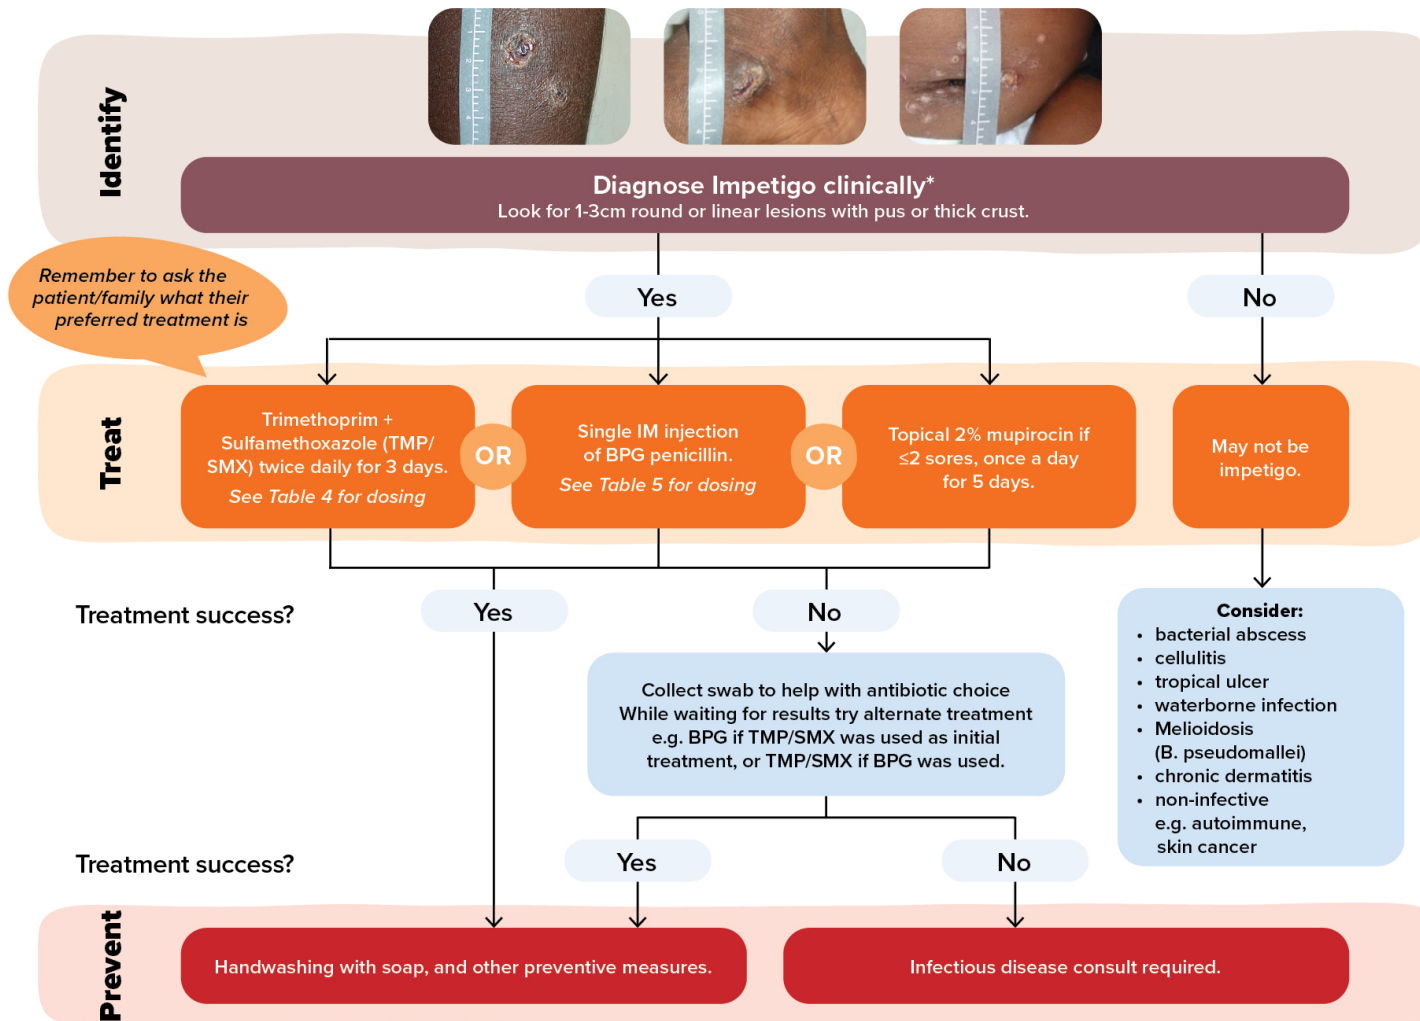 Identify
Diagnose Impetigo clinically*
Look for 1-3cm round or linear lesions with pus or thick crust.
Remember to ask the
patient/family what their
preferred treatment is
Yes
No
Treat
Trimethoprim +
Sulfamethoxazole (TMP/
SMX) twice daily for 3 days.
See Table 4 for dosing
OR
Single IM injection
of BPG penicillin.
See Table 5 for dosing
OR
Topical 2% mupirocin if
≤2 sores, once a day
for 5 days.
May not be
impetigo.
Treatment success?
Yes
No
Collect swab to help with antibiotic choice
While waiting for results try alternate treatment
e.g. BPG if TMP/SMX was used as initial
treatment, or TMP/SMX if BPG was used.
Consider:
• bacterial abscess
• cellulitis
• tropical ulcer
• waterborne infection
• Melioidosis
(B. pseudomallei)
• chronic dermatitis
• non-infective
e.g. autoimmune,
skin cancer
Treatment success?
Yes
No
Prevent
Handwashing with soap, and other preventive measures.
Infectious disease consult required.